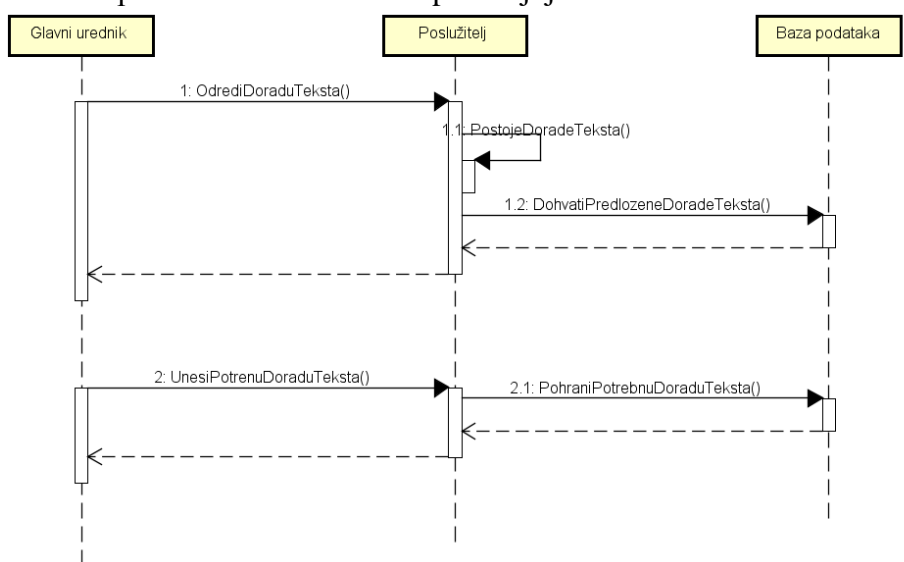 Glavni urednik
Poslužitelj
Baza podataka
1: OdrediDoraduTeksta()
1.1: PostojeDoradeTeksta()
1.2: DohvatiPredlozeneDoradeTeksta()
2: UnesiPotrenuDoraduTeksta()
2.1: PohraniPotrebnuDoraduTeksta()